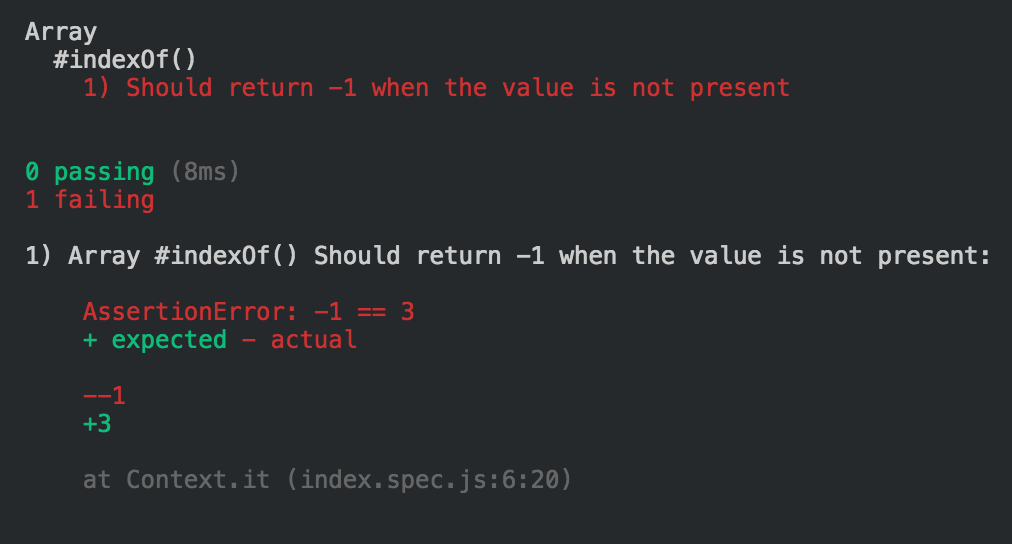 Array
#indexOf()
1) Should return -1 when the value is not present
0 passing (8ms)
1 failing
1) Array #indexOf() Should return -1 when the value is not present:
AssertionError: -1 == 3
+ expected - actual
--1
+3
at Context.it (index.spec.js:6:20)